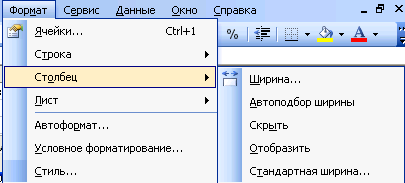 Формат Сервис Данные Окно Справка
Ячейки... Ctrl+1
%
Строка
Столбец
Ширина...
Лист
Автоподбор ширины
Автоформат...
Скрыть
Условное форматирование...
Отобразить
Стиль...
Стандартная ширина...